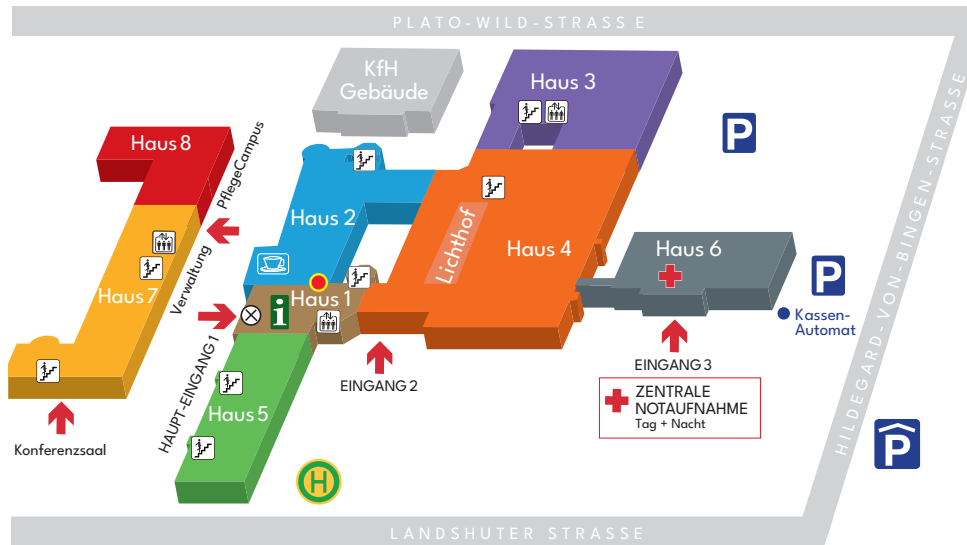 PLATO-WILD-STRASSE
KfH
Gebäude
Haus 3
P
Haus 8
PflegeCampus
Haus 2
Lichthof
Haus 4
Haus 6
Verwaltung
Haus 7
Haus 1
i
P
Kassen-
Automat
HAUPT-EINGANG 1
EINGANG 2
EINGANG 3
ZENTRALE
NOTAUFNAHME
Tag + Nacht
Haus 5
Konferenzsaal
H
P
HILDEGARD-VON-BINGEN-STRASSE
LANDSHUTER STRASSE